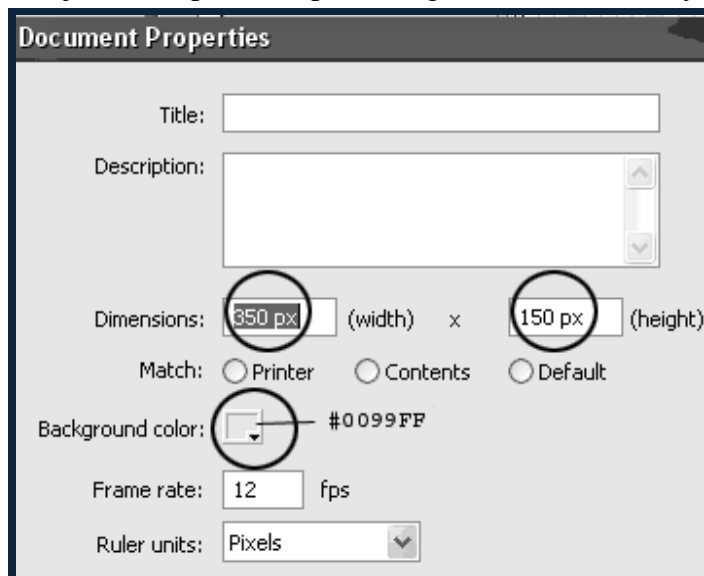 Document Properties
Title:
Description:
Dimensions: 350 px (width) x 150 px (height)
Match: Printer Contents Default
Background color: #0099FF
Frame rate: 12 fps
Ruler units: Pixels